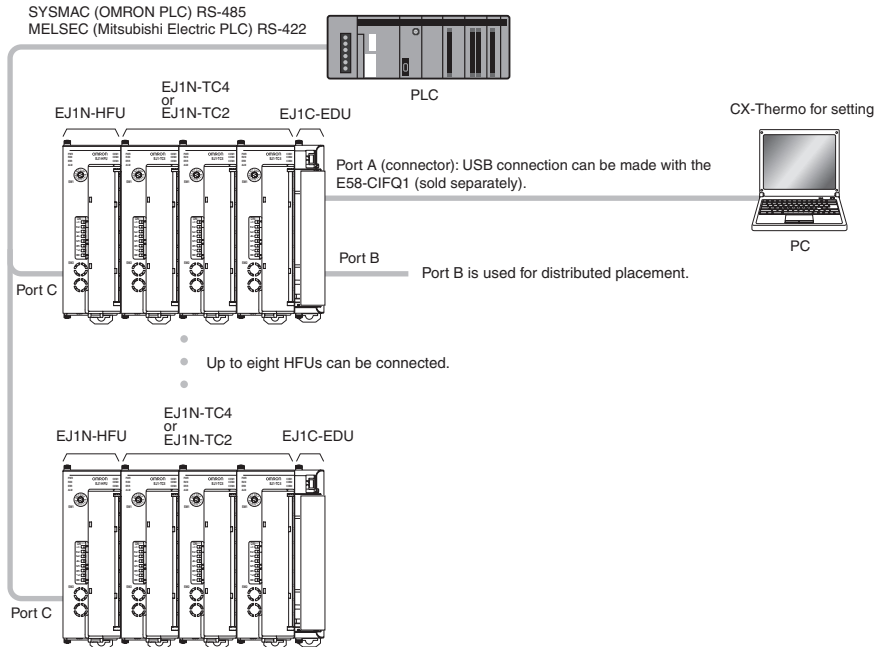 SYSMAC (OMRON PLC) RS-485
MELSEC (Mitsubishi Electric PLC) RS-422
PLC
EJ1N-HFU
EJ1N-TC4
or
EJ1N-TC2
EJ1C-EDU
CX-Thermo for setting
Port A (connector): USB connection can be made with the
E58-CIFQ1 (sold separately).
PC
Port B
Port B is used for distributed placement.
Port C
Up to eight HFUs can be connected.
EJ1N-HFU
EJ1N-TC4
or
EJ1N-TC2
EJ1C-EDU
Port C